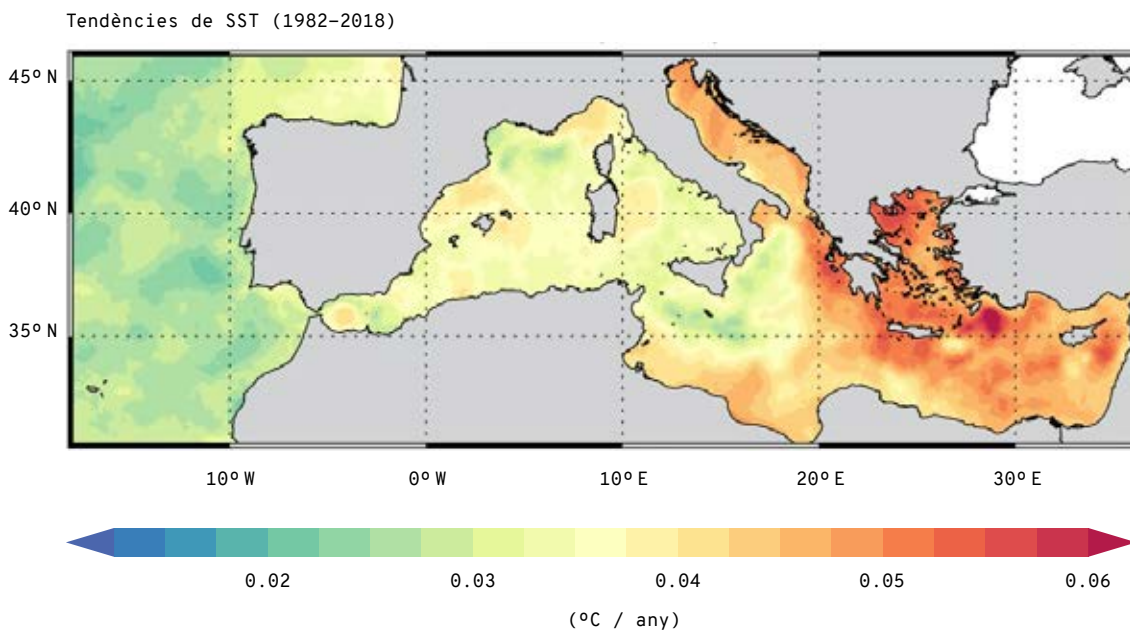 Tendències de SST (1982–2018)
45º N
40º N
35º N
10º W 0º W 10º E 20º E 30º E
0.02 0.03 0.04 0.05 0.06
(ºC / any)